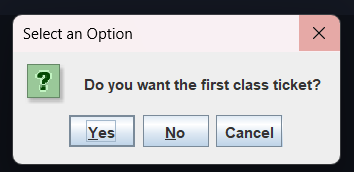 Select an Option
?
Do you want the first class ticket?
Yes No Cancel